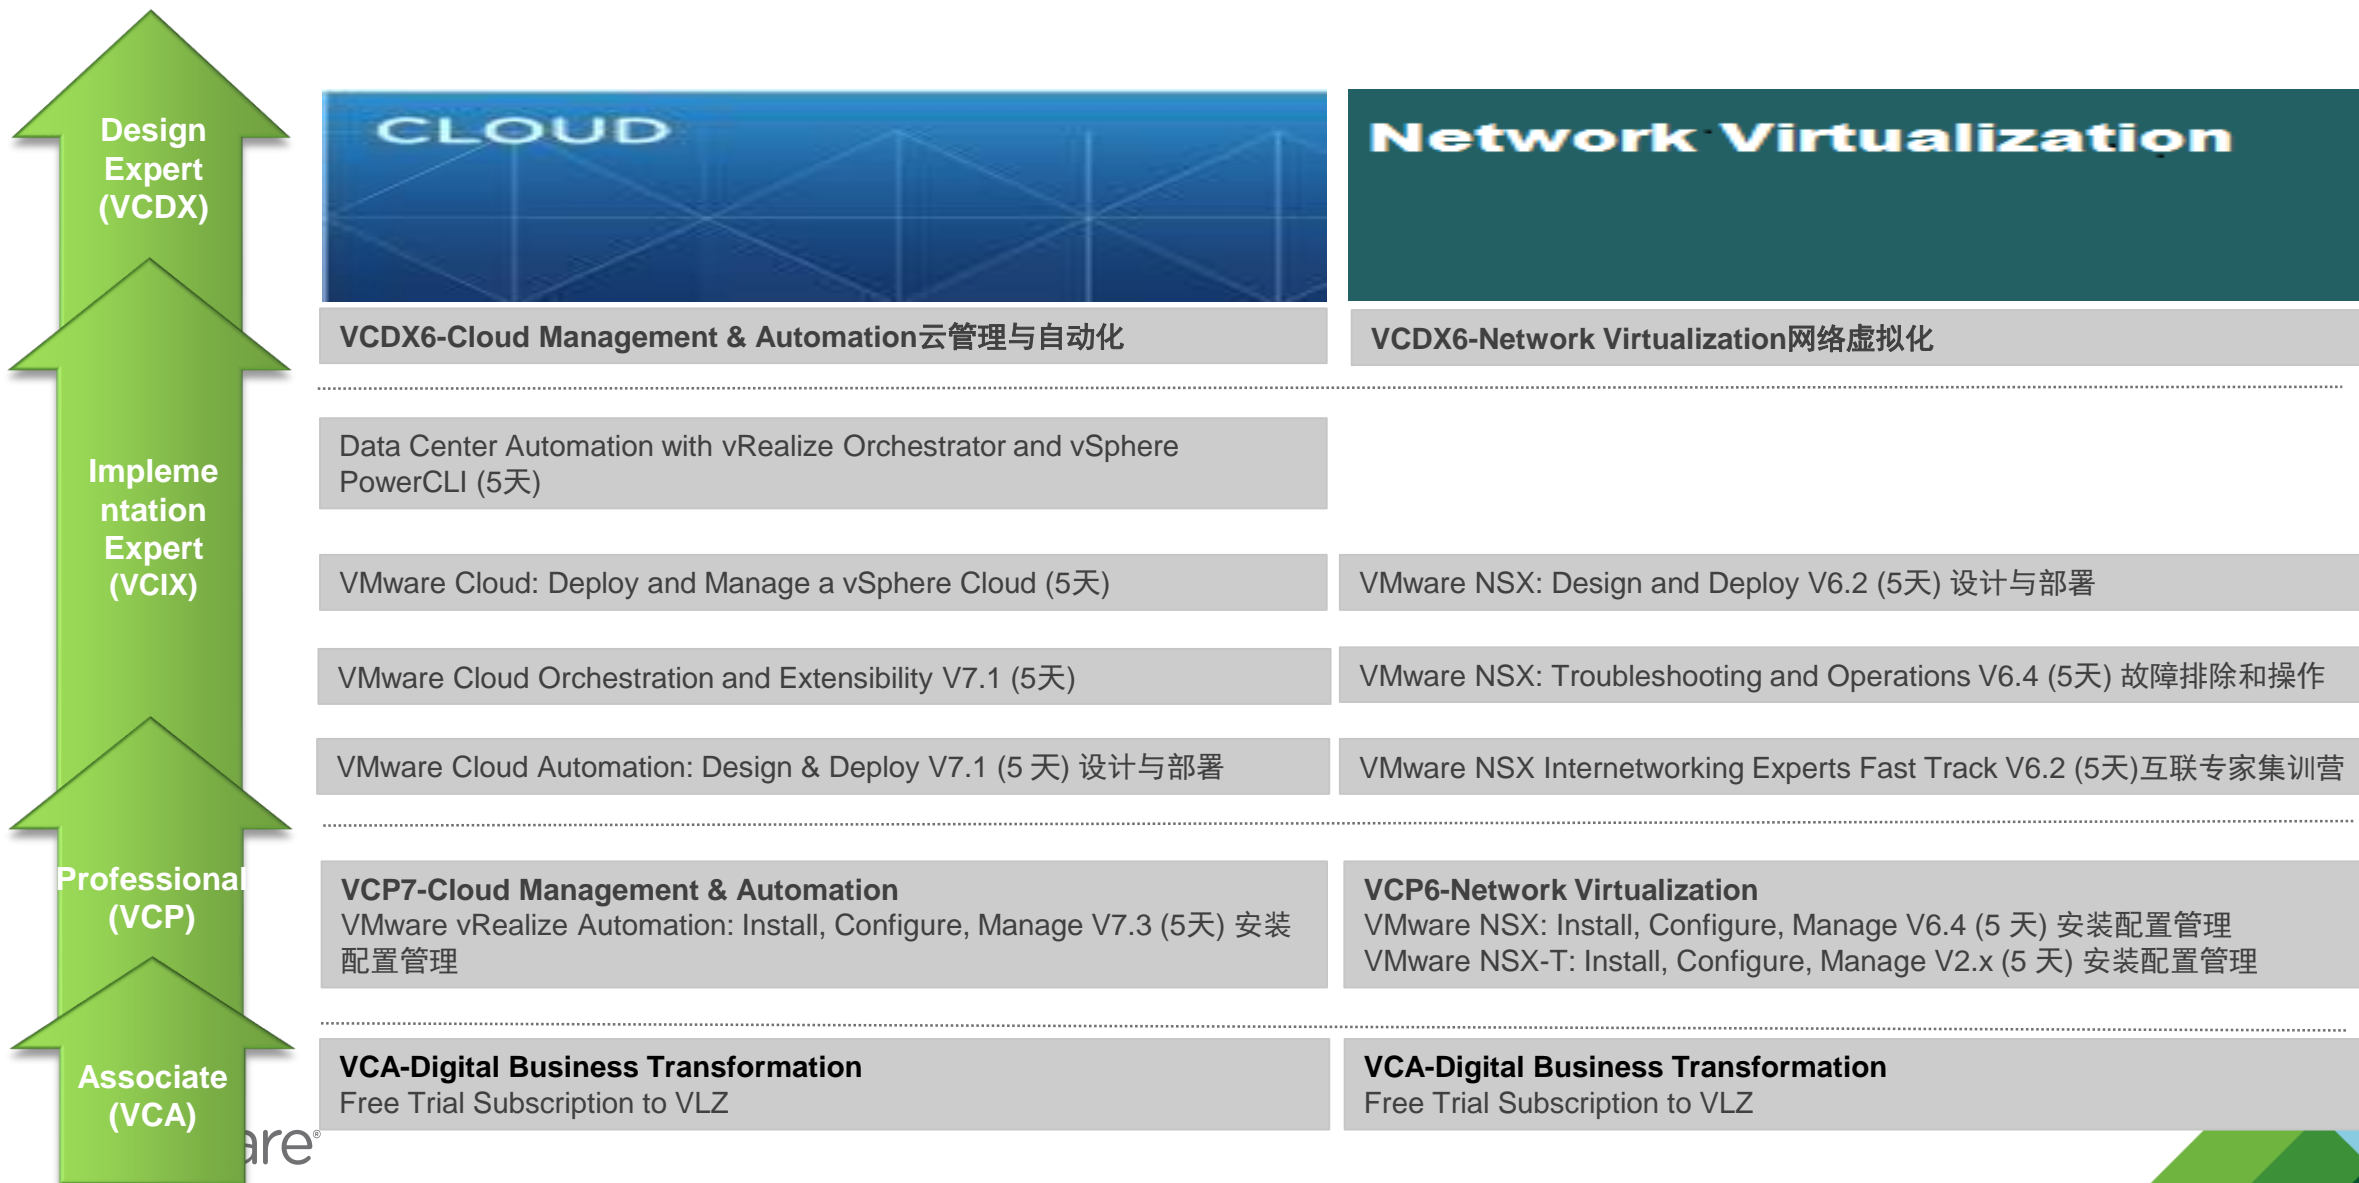 Design
Expert
(VCDX)
CLOUD
Network Virtualization
VCDX6-Cloud Management & Automation云管理与自动化
VCDX6-Network Virtualization网络虚拟化
Impleme
ntation
Expert
(VCIX)
Data Center Automation with vRealize Orchestrator and vSphere
PowerCLI (5天)
VMware Cloud: Deploy and Manage a vSphere Cloud (5天)
VMware NSX: Design and Deploy V6.2 (5天) 设计与部署
VMware Cloud Orchestration and Extensibility V7.1 (5天)
VMware NSX: Troubleshooting and Operations V6.4 (5天) 故障排除和操作
VMware Cloud Automation: Design & Deploy V7.1 (5 天) 设计与部署
VMware NSX Internetworking Experts Fast Track V6.2 (5天)互联专家集训营
Professional
(VCP)
VCP7-Cloud Management & Automation
VMware vRealize Automation: Install, Configure, Manage V7.3 (5天) 安装
配置管理
VCP6-Network Virtualization
VMware NSX: Install, Configure, Manage V6.4 (5 天) 安装配置管理
VMware NSX-T: Install, Configure, Manage V2.x (5 天) 安装配置管理
Associate
(VCA)
VCA-Digital Business Transformation
Free Trial Subscription to VLZ
VCA-Digital Business Transformation
Free Trial Subscription to VLZ
are®